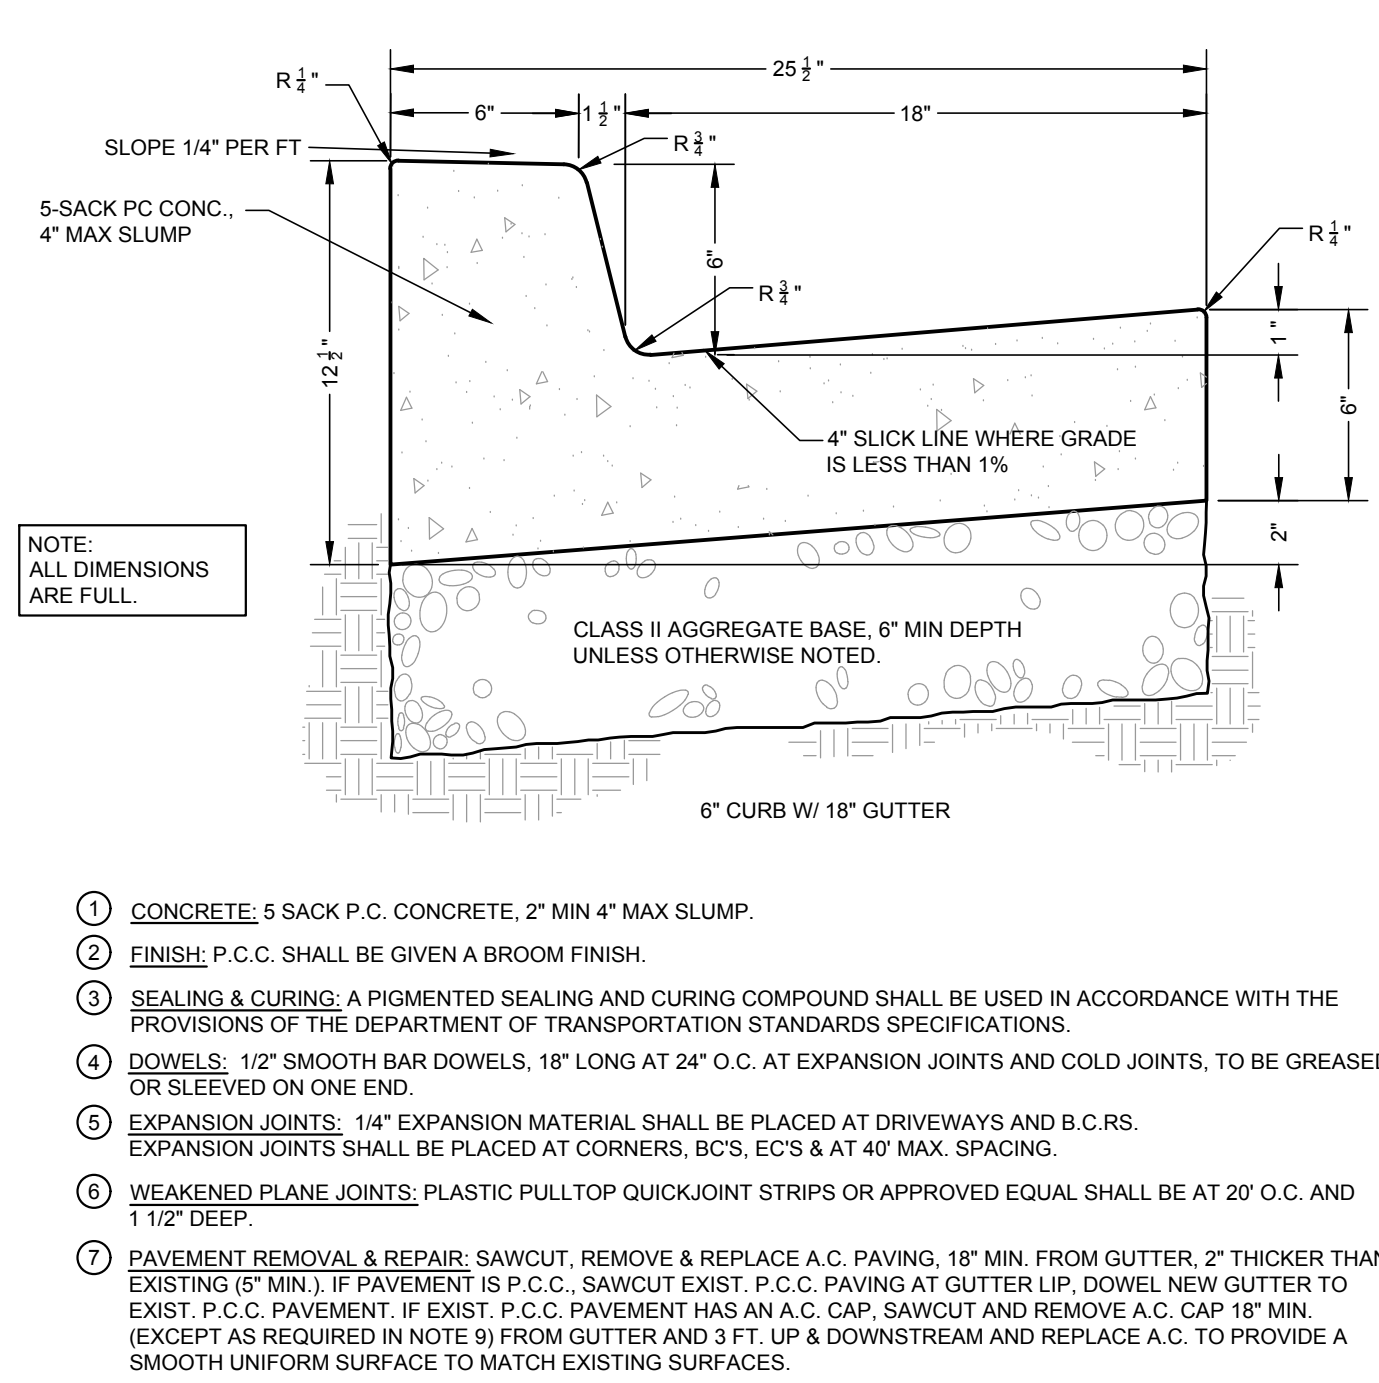 25 1/2"
R 1/4"
6"
1 1/2"
18"
SLOPE 1/4" PER FT
R 3/4"
5-SACK PC CONC.,
4" MAX SLUMP
6"
R 1/4"
R 3/4"
1"
12 1/2"
6"
4" SLICK LINE WHERE GRADE
IS LESS THAN 1%
2"
NOTE:
ALL DIMENSIONS
ARE FULL.
CLASS II AGGREGATE BASE, 6" MIN DEPTH
UNLESS OTHERWISE NOTED.
6" CURB W/ 18" GUTTER
1 CONCRETE: 5 SACK P.C. CONCRETE, 2" MIN 4" MAX SLUMP.
2 FINISH: P.C.C. SHALL BE GIVEN A BROOM FINISH.
3 SEALING & CURING: A PIGMENTED SEALING AND CURING COMPOUND SHALL BE USED IN ACCORDANCE WITH THE
PROVISIONS OF THE DEPARTMENT OF TRANSPORTATION STANDARDS SPECIFICATIONS.
4 DOWELS: 1/2" SMOOTH BAR DOWELS, 18" LONG AT 24" O.C. AT EXPANSION JOINTS AND COLD JOINTS, TO BE GREASED
OR SLEEVED ON ONE END.
5 EXPANSION JOINTS: 1/4" EXPANSION MATERIAL SHALL BE PLACED AT DRIVEWAYS AND B.C.RS.
EXPANSION JOINTS SHALL BE PLACED AT CORNERS, BC'S, EC'S & AT 40' MAX. SPACING.
6 WEAKENED PLANE JOINTS: PLASTIC PULLTOP QUICKJOINT STRIPS OR APPROVED EQUAL SHALL BE AT 20' O.C. AND
1 1/2" DEEP.
7 PAVEMENT REMOVAL & REPAIR: SAWCUT, REMOVE & REPLACE A.C. PAVING, 18" MIN. FROM GUTTER, 2" THICKER THAN
EXISTING (5" MIN.). IF PAVEMENT IS P.C.C., SAWCUT EXIST. P.C.C. PAVING AT GUTTER LIP, DOWEL NEW GUTTER TO
EXIST. P.C.C. PAVEMENT. IF EXIST. P.C.C. PAVEMENT HAS AN A.C. CAP, SAWCUT AND REMOVE A.C. CAP 18" MIN.
(EXCEPT AS REQUIRED IN NOTE 9) FROM GUTTER AND 3 FT. UP & DOWNSTREAM AND REPLACE A.C. TO PROVIDE A
SMOOTH UNIFORM SURFACE TO MATCH EXISTING SURFACES.